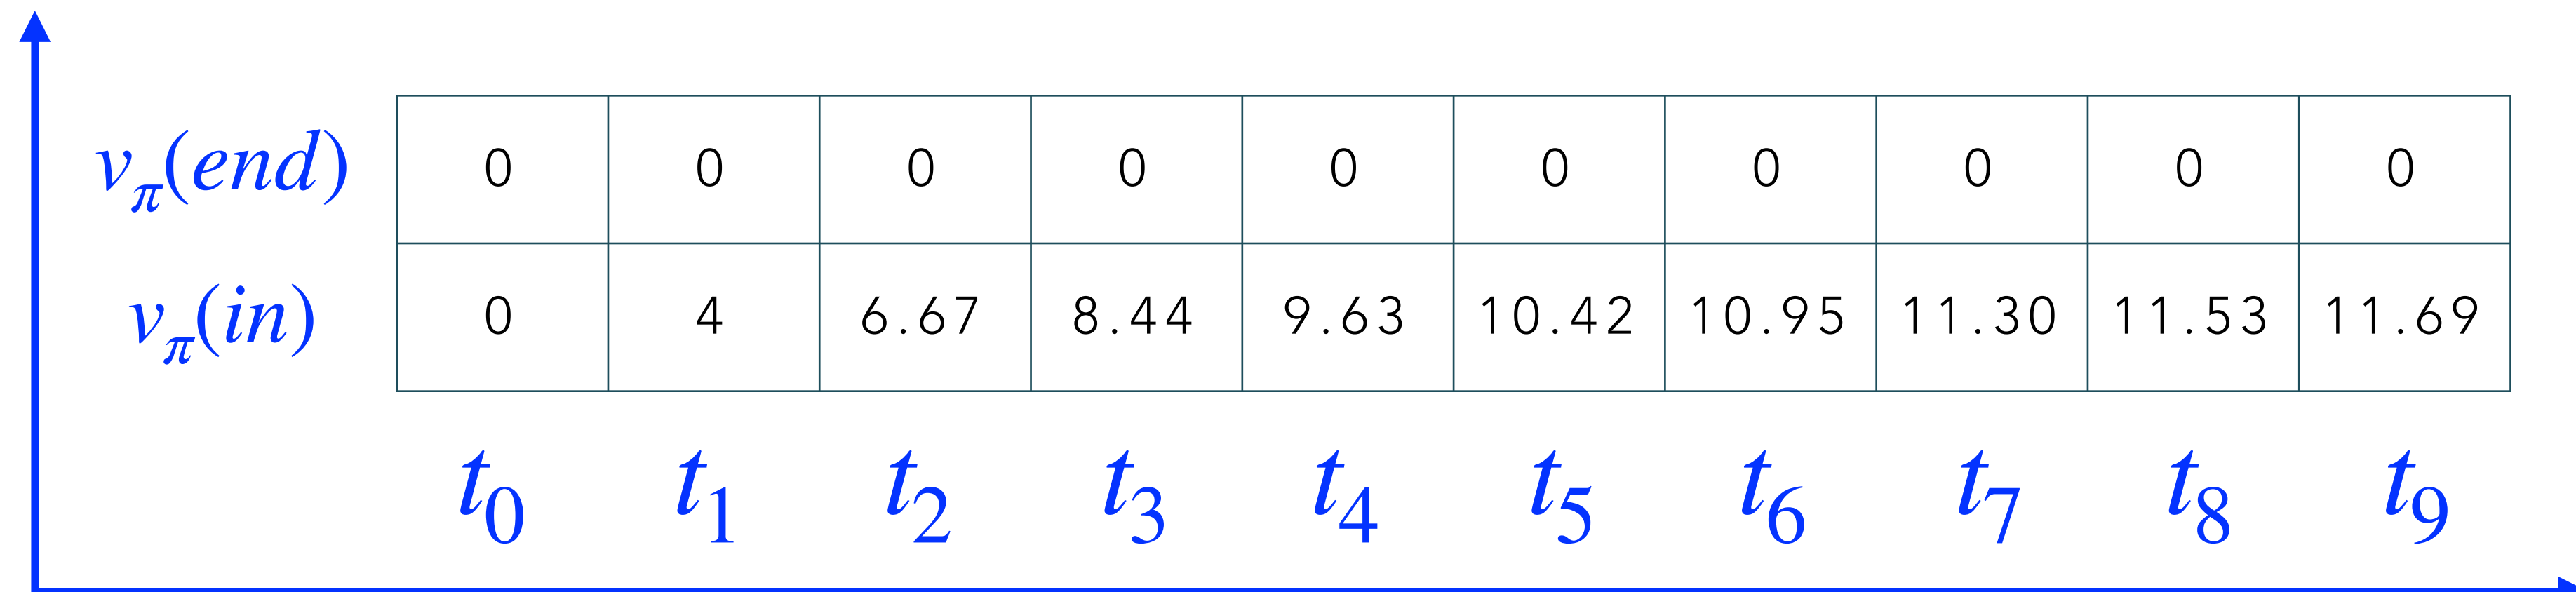 vπ(end) 0 0 0 0 0 0 0 0 0 0
vπ(in) 0 4 6.67 8.44 9.63 10.42 10.95 11.30 11.53 11.69
t0 t1 t2 t3 t4 t5 t6 t7 t8 t9